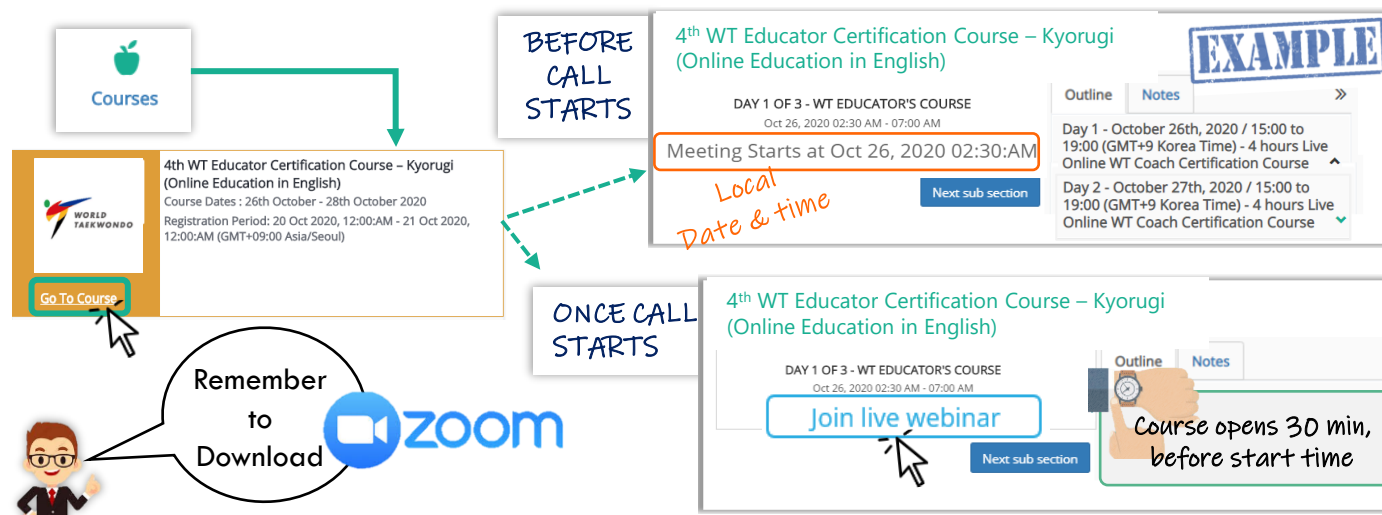 Courses
4th WT Educator Certification Course – Kyorugi
(Online Education in English)
Course Dates : 26th October - 28th October 2020
Registration Period: 20 Oct 2020, 12:00AM - 21 Oct 2020,
12:00AM (GMT+09:00 Asia/Seoul)
WORLD
TAEKWONDO
Go To Course
Remember
to
Download
zoom
BEFORE
CALL
STARTS
4th WT Educator Certification Course – Kyorugi
(Online Education in English)
EXAMPLE
DAY 1 OF 3 - WT EDUCATOR'S COURSE
Oct 26, 2020 02:30 AM - 07:00 AM
Meeting Starts at Oct 26, 2020 02:30:AM
Local
Date & time
Next sub section
Outline Notes »
Day 1 - October 26th, 2020 / 15:00 to
19:00 (GMT+9 Korea Time) - 4 hours Live
Online WT Coach Certification Course
Day 2 - October 27th, 2020 / 15:00 to
19:00 (GMT+9 Korea Time) - 4 hours Live
Online WT Coach Certification Course
ONCE CALL
STARTS
4th WT Educator Certification Course – Kyorugi
(Online Education in English)
DAY 1 OF 3 - WT EDUCATOR'S COURSE
Oct 26, 2020 02:30 AM - 07:00 AM
Join live webinar
Next sub section
Outline Notes
Course opens 30 min,
before start time